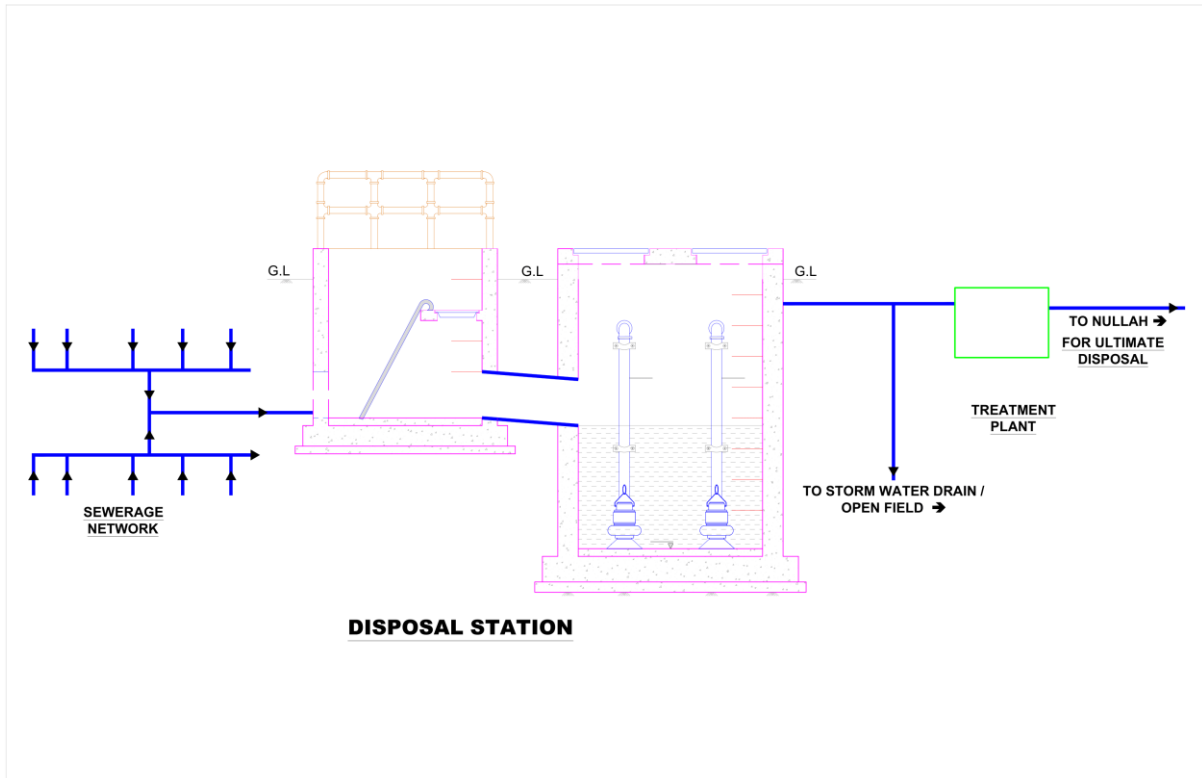 G.L
G.L
G.L
SEWERAGE
NETWORK
TO NULLAH ➔
FOR ULTIMATE
DISPOSAL
TREATMENT
PLANT
TO STORM WATER DRAIN /
OPEN FIELD ➔
DISPOSAL STATION